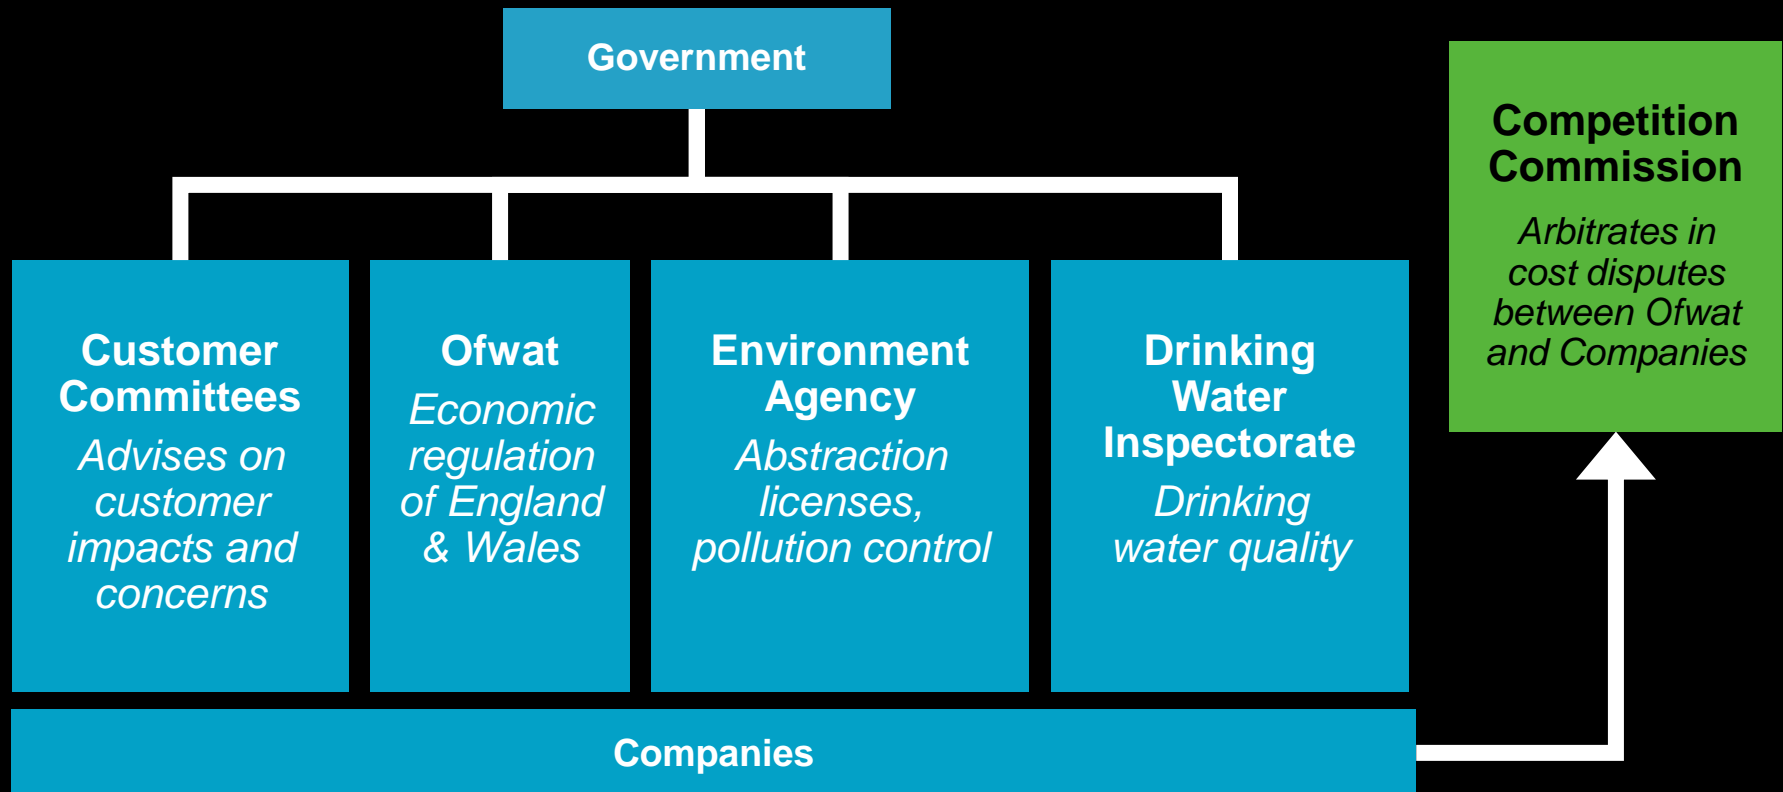 Government
Customer
Committees
Advises on
customer
impacts and
concerns
Ofwat
Economic
regulation
of England
& Wales
Environment
Agency
Abstraction
licenses,
pollution control
Drinking
Water
Inspectorate
Drinking
water quality
Competition
Commission
Arbitrates in
cost disputes
between Ofwat
and Companies
Companies